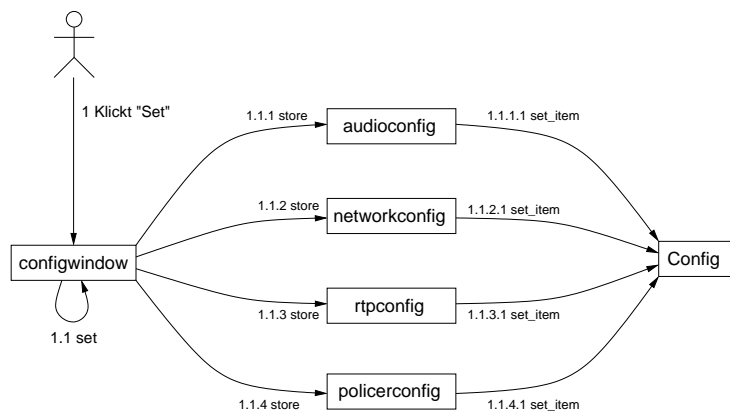 1 Klickt "Set"
1.1.1 store
audioconfig
1.1.1.1 set_item
1.1.2 store
networkconfig
1.1.2.1 set_item
configwindow
Config
1.1 set
1.1.3 store
rtpconfig
1.1.3.1 set_item
1.1.4 store
policerconfig
1.1.4.1 set_item